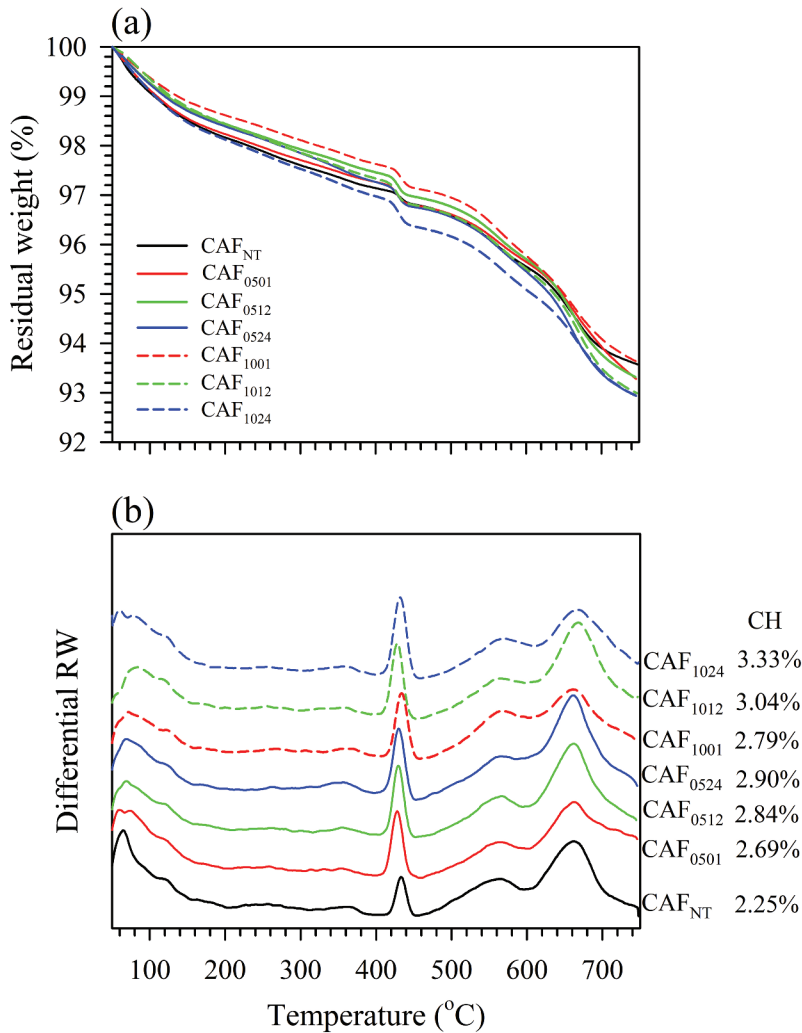 (a)
100
99
98
97
96
95
94
93
92
Residual weight (%)
CAF_NT
CAF_0501
CAF_0512
CAF_0524
CAF_1001
CAF_1012
CAF_1024
(b)
Differential RW
CH
CAF_1024 3.33%
CAF_1012 3.04%
CAF_1001 2.79%
CAF_0524 2.90%
CAF_0512 2.84%
CAF_0501 2.69%
CAF_NT 2.25%
100 200 300 400 500 600 700
Temperature (°C)